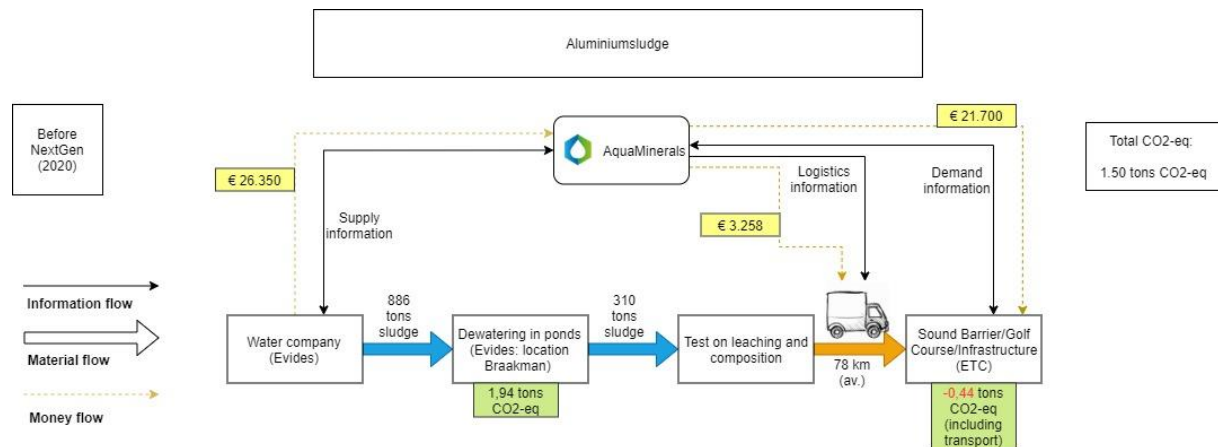 Aluminiumsludge
Before
NextGen
(2020)
AquaMinerals
€ 21.700
Total CO2-eq:
1.50 tons CO2-eq
€ 26.350
Supply
information
Logistics
information
Demand
information
€ 3.258
Information flow
Material flow
Money flow
Water company
(Evides)
886
tons
sludge
Dewatering in ponds
(Evides: location
Braakman)
1,94 tons
CO2-eq
310
tons
sludge
Test on leaching and
composition
78 km
(av.)
Sound Barrier/Golf
Course/Infrastructure
(ETC)
-0,44 tons
CO2-eq
(including
transport)